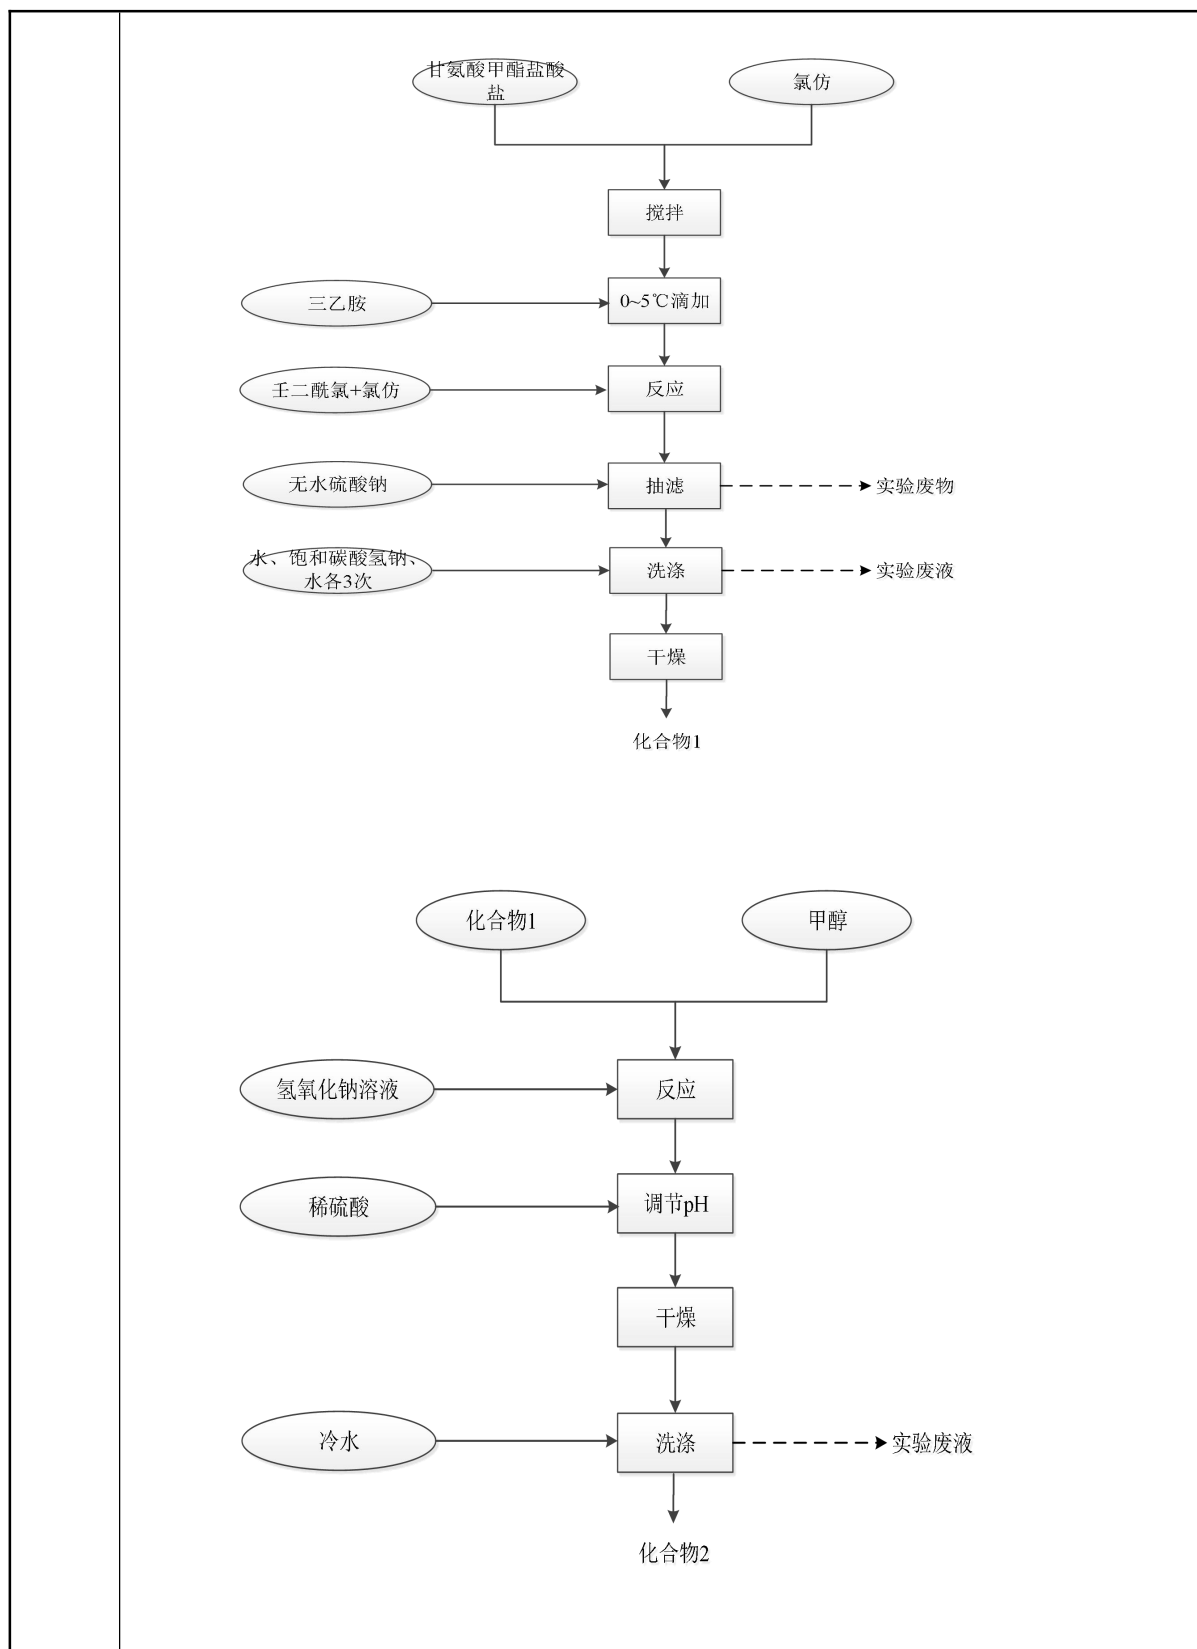 甘氨酸甲酯盐酸
盐
氯仿
搅拌
三乙胺
0~5℃滴加
壬二酰氯+氯仿
反应
无水硫酸钠
抽滤
实验废物
水、饱和碳酸氢钠、
水各3次
洗涤
实验废液
干燥
化合物1
化合物1
甲醇
氢氧化钠溶液
反应
稀硫酸
调节pH
干燥
冷水
洗涤
实验废液
化合物2